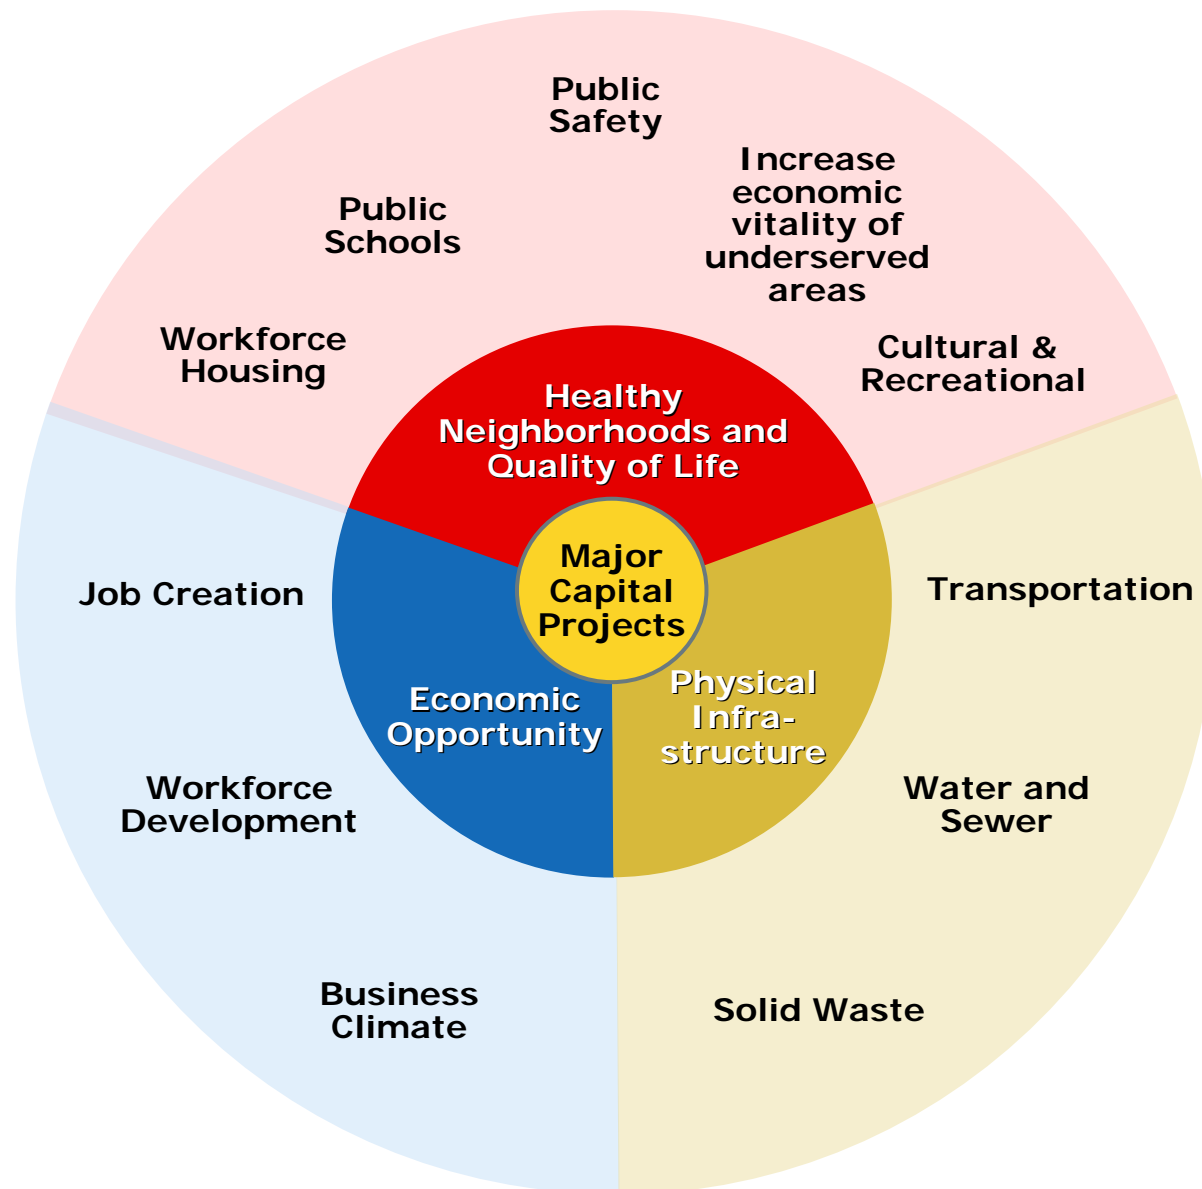 Public
Safety
Increase
economic
vitality of
underserved
areas
Public
Schools
Workforce
Housing
Cultural &
Recreational
Healthy
Neighborhoods and
Quality of Life
Major
Capital
Projects
Job Creation
Transportation
Economic
Opportunity
Physical
Infra-
structure
Workforce
Development
Water and
Sewer
Business
Climate
Solid Waste